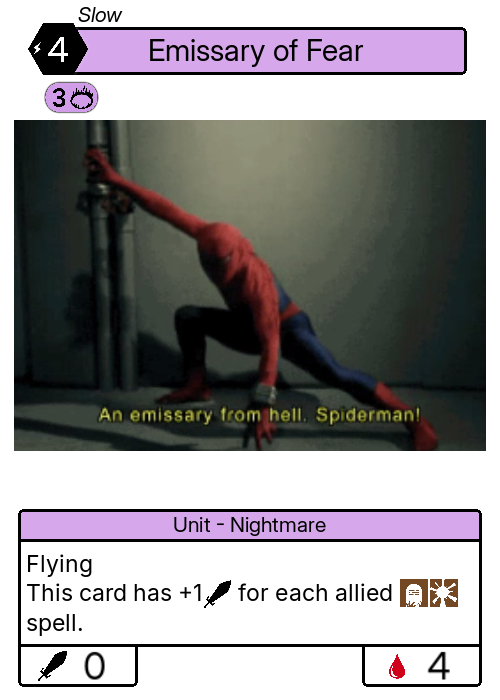 Slow
4
Emissary of Fear
3
An emissary from hell. Spiderman!
Unit - Nightmare
Flying
This card has +1 for each allied
spell.
0
4